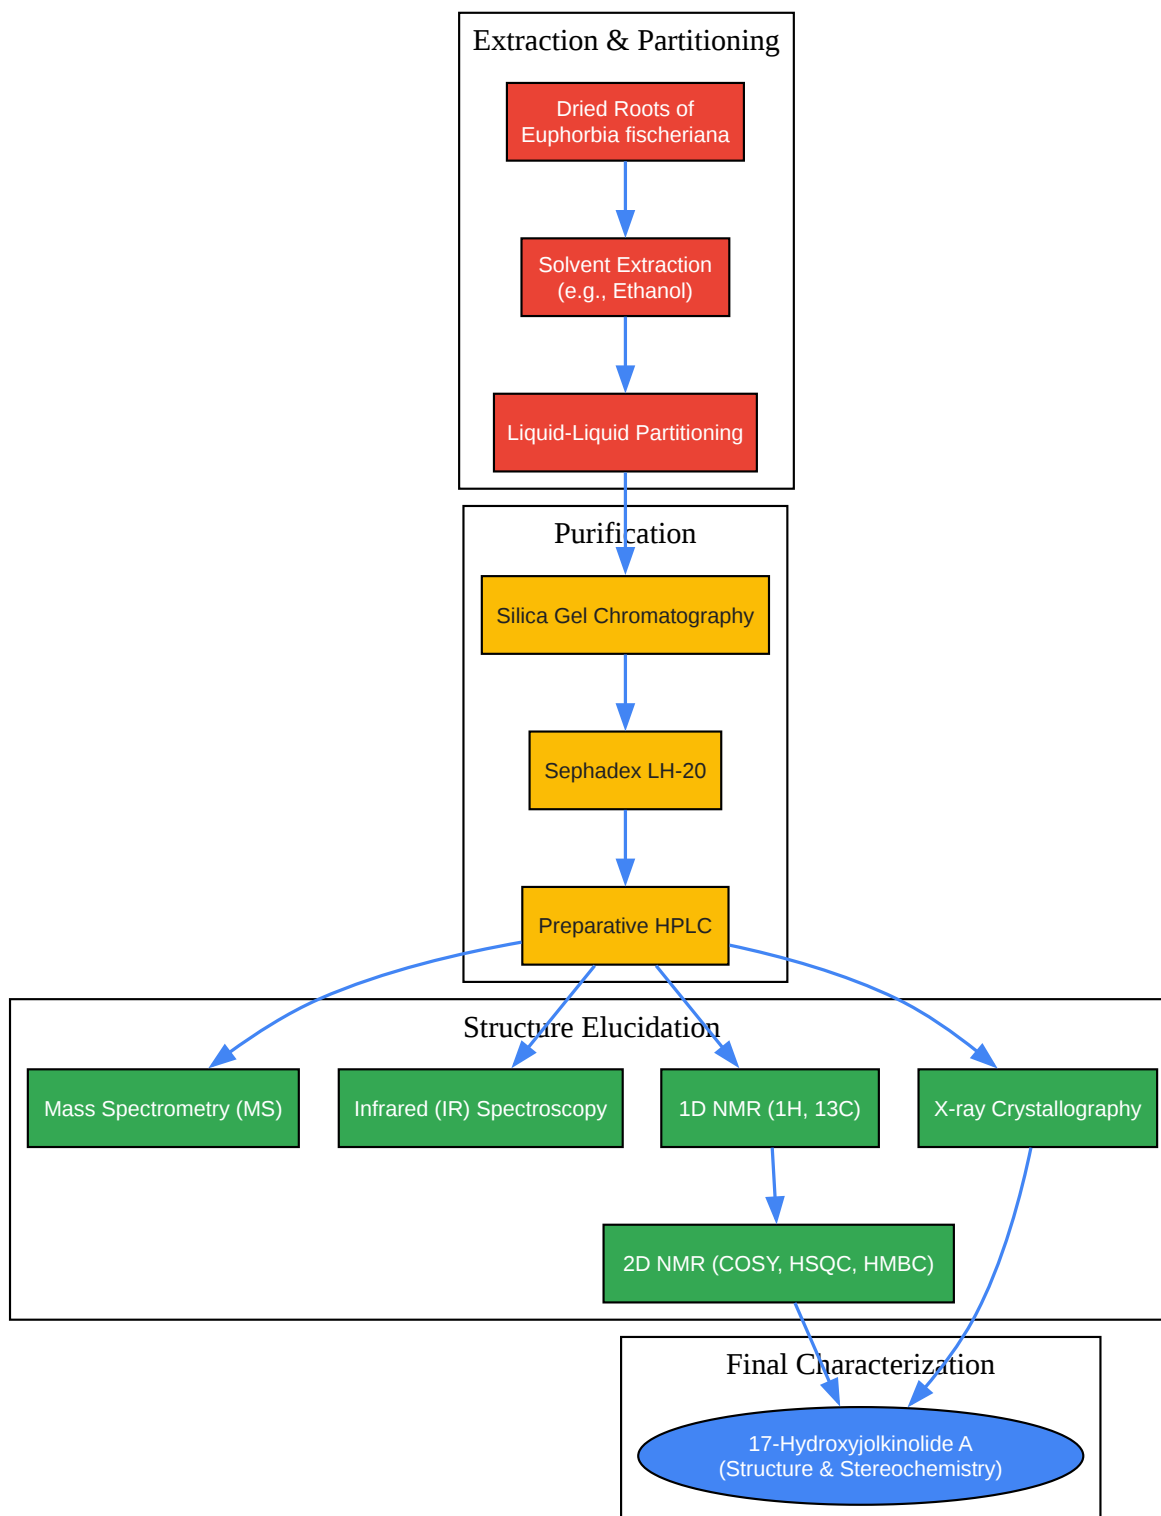 Extraction & Partitioning
Dried Roots of
Euphorbia fischeriana
Solvent Extraction
(e.g., Ethanol)
Liquid-Liquid Partitioning
Purification
Silica Gel Chromatography
Sephadex LH-20
Preparative HPLC
Structure Elucidation
Mass Spectrometry (MS)
Infrared (IR) Spectroscopy
1D NMR (1H, 13C)
X-ray Crystallography
2D NMR (COSY, HSQC, HMBC)
Final Characterization
17-Hydroxyjolkinolide A
(Structure & Stereochemistry)